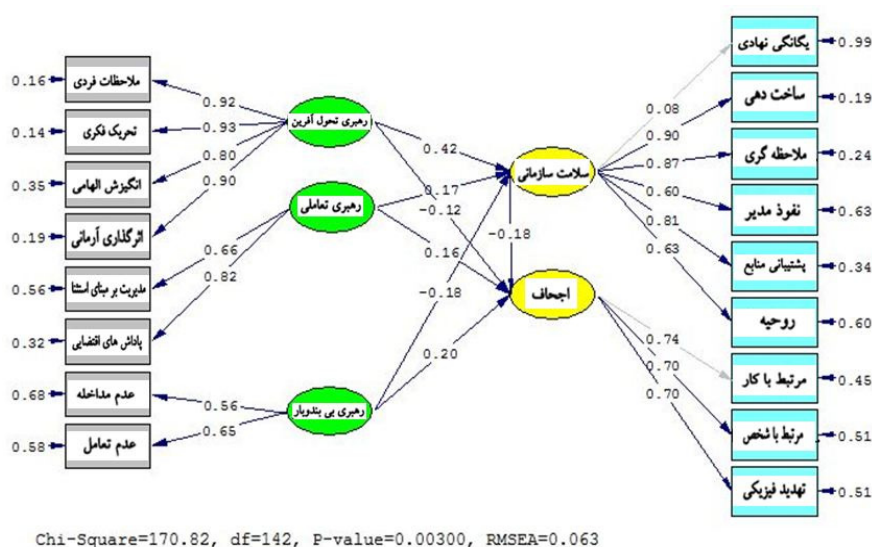 ملاحظات فردی
تحریک فکری
انگیزش الهامی
اثرگذاری آرمانی
مدیریت بر مبنای استثنا
پاداش های اقتضایی
عدم مداخله
عدم تعامل
0.16
0.14
0.35
0.19
0.56
0.32
0.68
0.58
0.92
0.93
0.80
0.90
0.66
0.82
0.56
0.65
رهبری تحول آفرین
رهبری تعاملی
رهبری بی بندوبار
0.42
0.17
-0.12
-0.18
0.16
-0.18
0.20
سلامت سازمانی
اجحاف
0.08
0.90
0.87
0.60
0.81
0.63
0.74
0.70
0.70
یگانگی نهادی
ساخت دهی
ملاحظه گری
نفوذ مدیر
پشتیبانی منابع
روحیه
مرتبط با کار
مرتبط با شخص
تهدید فیزیکی
0.99
0.19
0.24
0.63
0.34
0.60
0.45
0.51
0.51
Chi-Square=170.82, df=142, P-value=0.00300, RMSEA=0.063